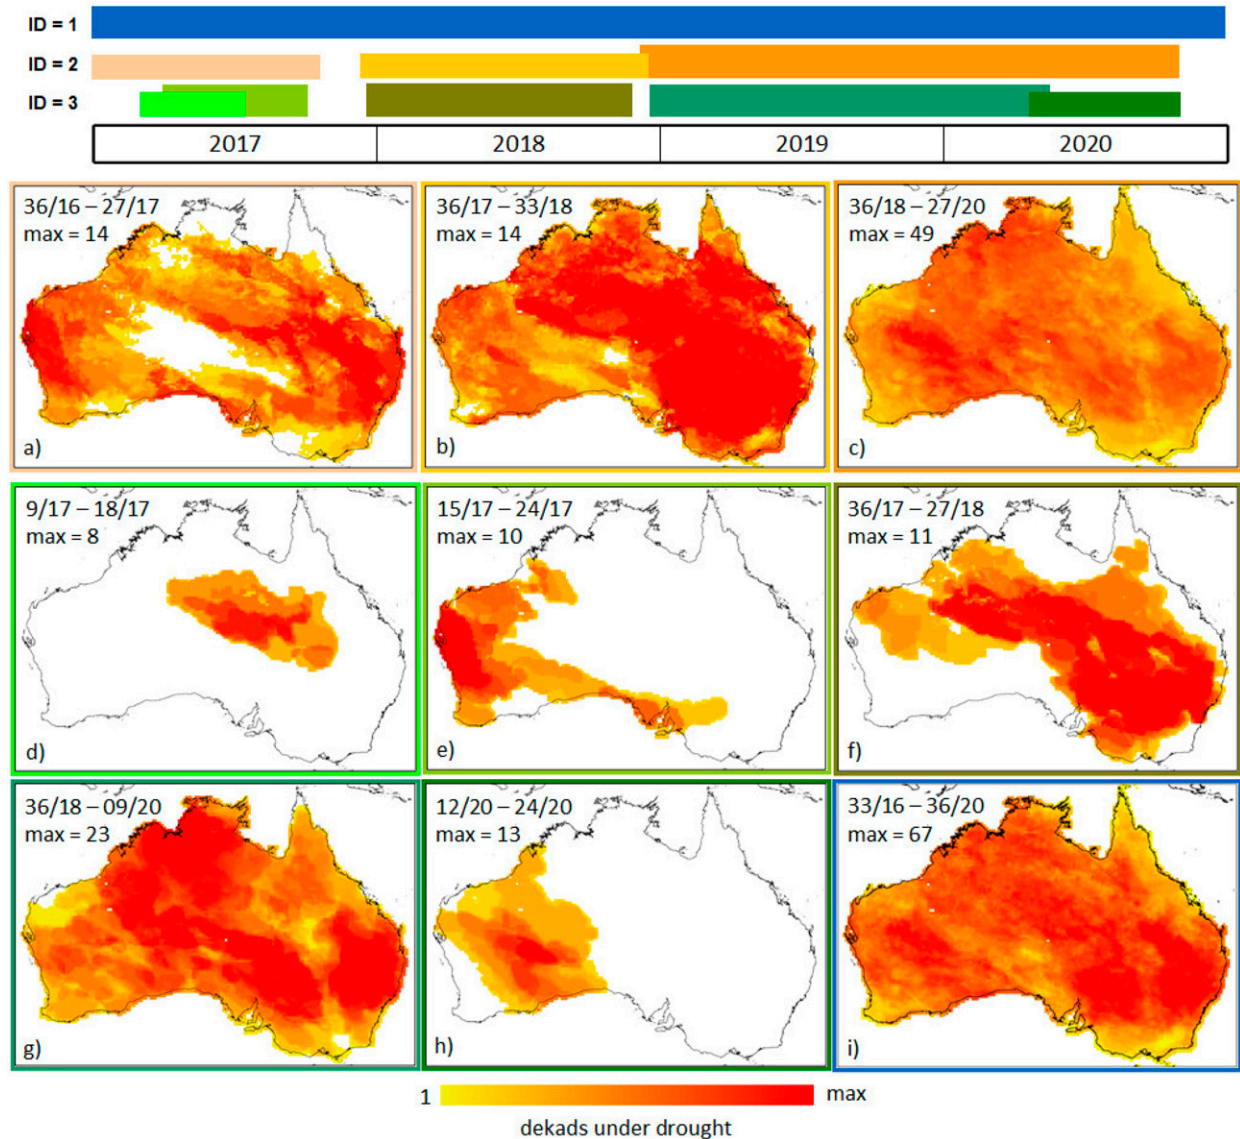 ID = 1
ID = 2
ID = 3
2017 2018 2019 2020
36/16 – 27/17
max = 14
a)
36/17 – 33/18
max = 14
b)
36/18 – 27/20
max = 49
c)
9/17 – 18/17
max = 8
d)
15/17 – 24/17
max = 10
e)
36/17 – 27/18
max = 11
f)
36/18 – 09/20
max = 23
g)
12/20 – 24/20
max = 13
h)
33/16 – 36/20
max = 67
i)
1 max
dekads under drought